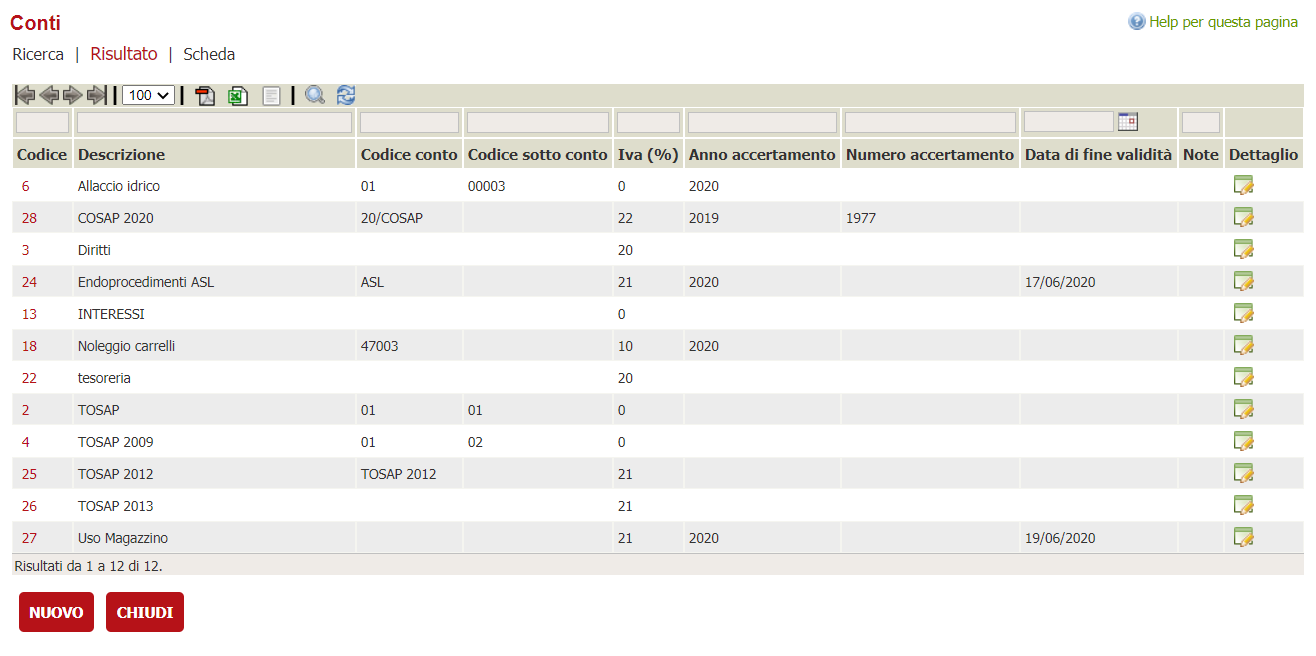 Conti
Help per questa pagina
Ricerca | Risultato | Scheda
100
Codice Descrizione Codice conto Codice sotto conto Iva (%) Anno accertamento Numero accertamento Data di fine validità Note Dettaglio
6 Allaccio idrico 01 00003 0 2020
28 COSAP 2020 20/COSAP 22 2019 1977
3 Diritti 20
24 Endoprocedimenti ASL ASL 21 2020 17/06/2020
13 INTERESSI 0
18 Noleggio carrelli 47003 10 2020
22 tesoreria 20
2 TOSAP 01 01 0
4 TOSAP 2009 01 02 0
25 TOSAP 2012 TOSAP 2012 21
26 TOSAP 2013 21
27 Uso Magazzino 21 2020 19/06/2020
Risultati da 1 a 12 di 12.
NUOVO CHIUDI